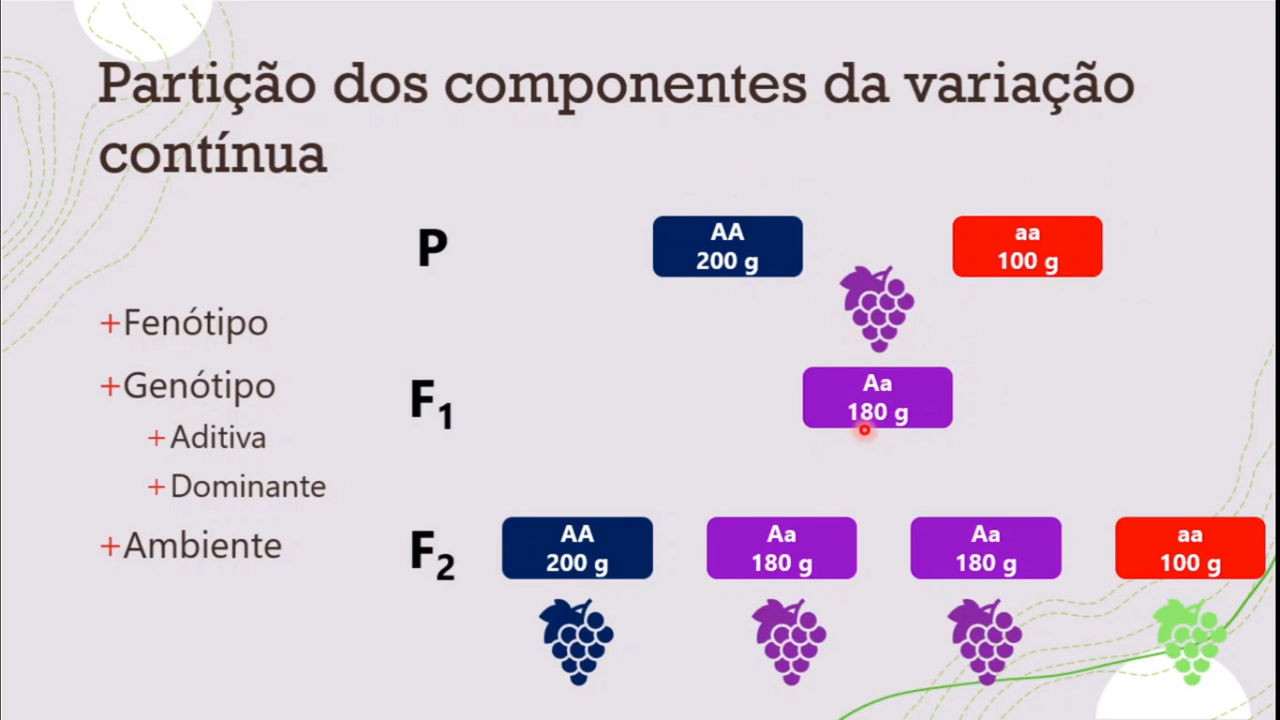 Partição dos componentes da variação
contínua
P
AA
200 g
aa
100 g
+Fenótipo
+Genótipo
+Aditiva
+Dominante
+Ambiente
F₁
Aa
180 g
F₂
AA
200 g
Aa
180 g
Aa
180 g
aa
100 g